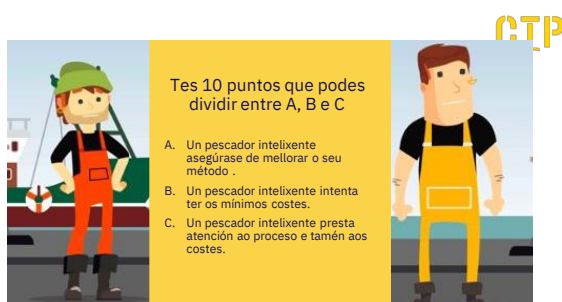 CTP
Tes 10 puntos que podes
dividir entre A, B e C
A. Un pescador intelixente
asegúrase de mellorar o seu
método .
B. Un pescador intelixente intenta
ter os mínimos costes.
C. Un pescador intelixente presta
atención ao proceso e tamén aos
costes.